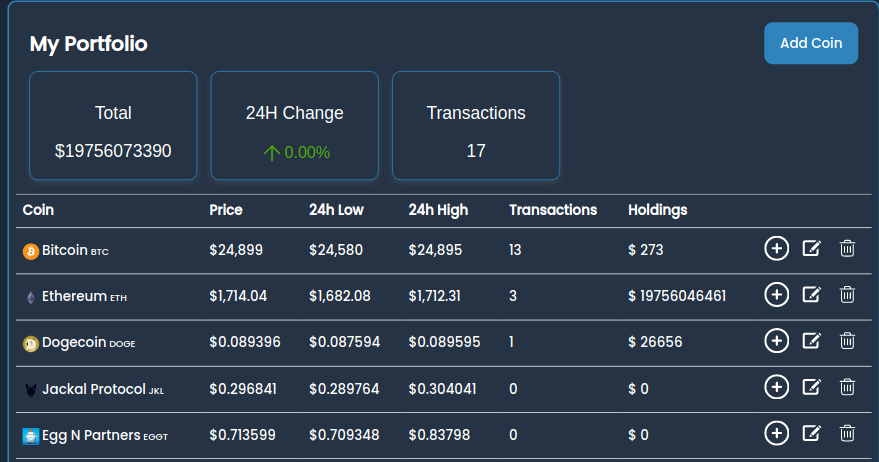 My Portfolio Add Coin
Total 24H Change Transactions
$19756073390 0.00% 17
Coin Price 24h Low 24h High Transactions Holdings
Bitcoin BTC $24,899 $24,580 $24,895 13 $ 273
Ethereum ETH $1,714.04 $1,682.08 $1,712.31 3 $ 19756046461
Dogecoin DOGE $0.089396 $0.087594 $0.089595 1 $ 26656
Jackal Protocol JKL $0.296841 $0.289764 $0.304041 0 $ 0
Egg N Partners EGGT $0.713599 $0.709348 $0.83798 0 $ 0